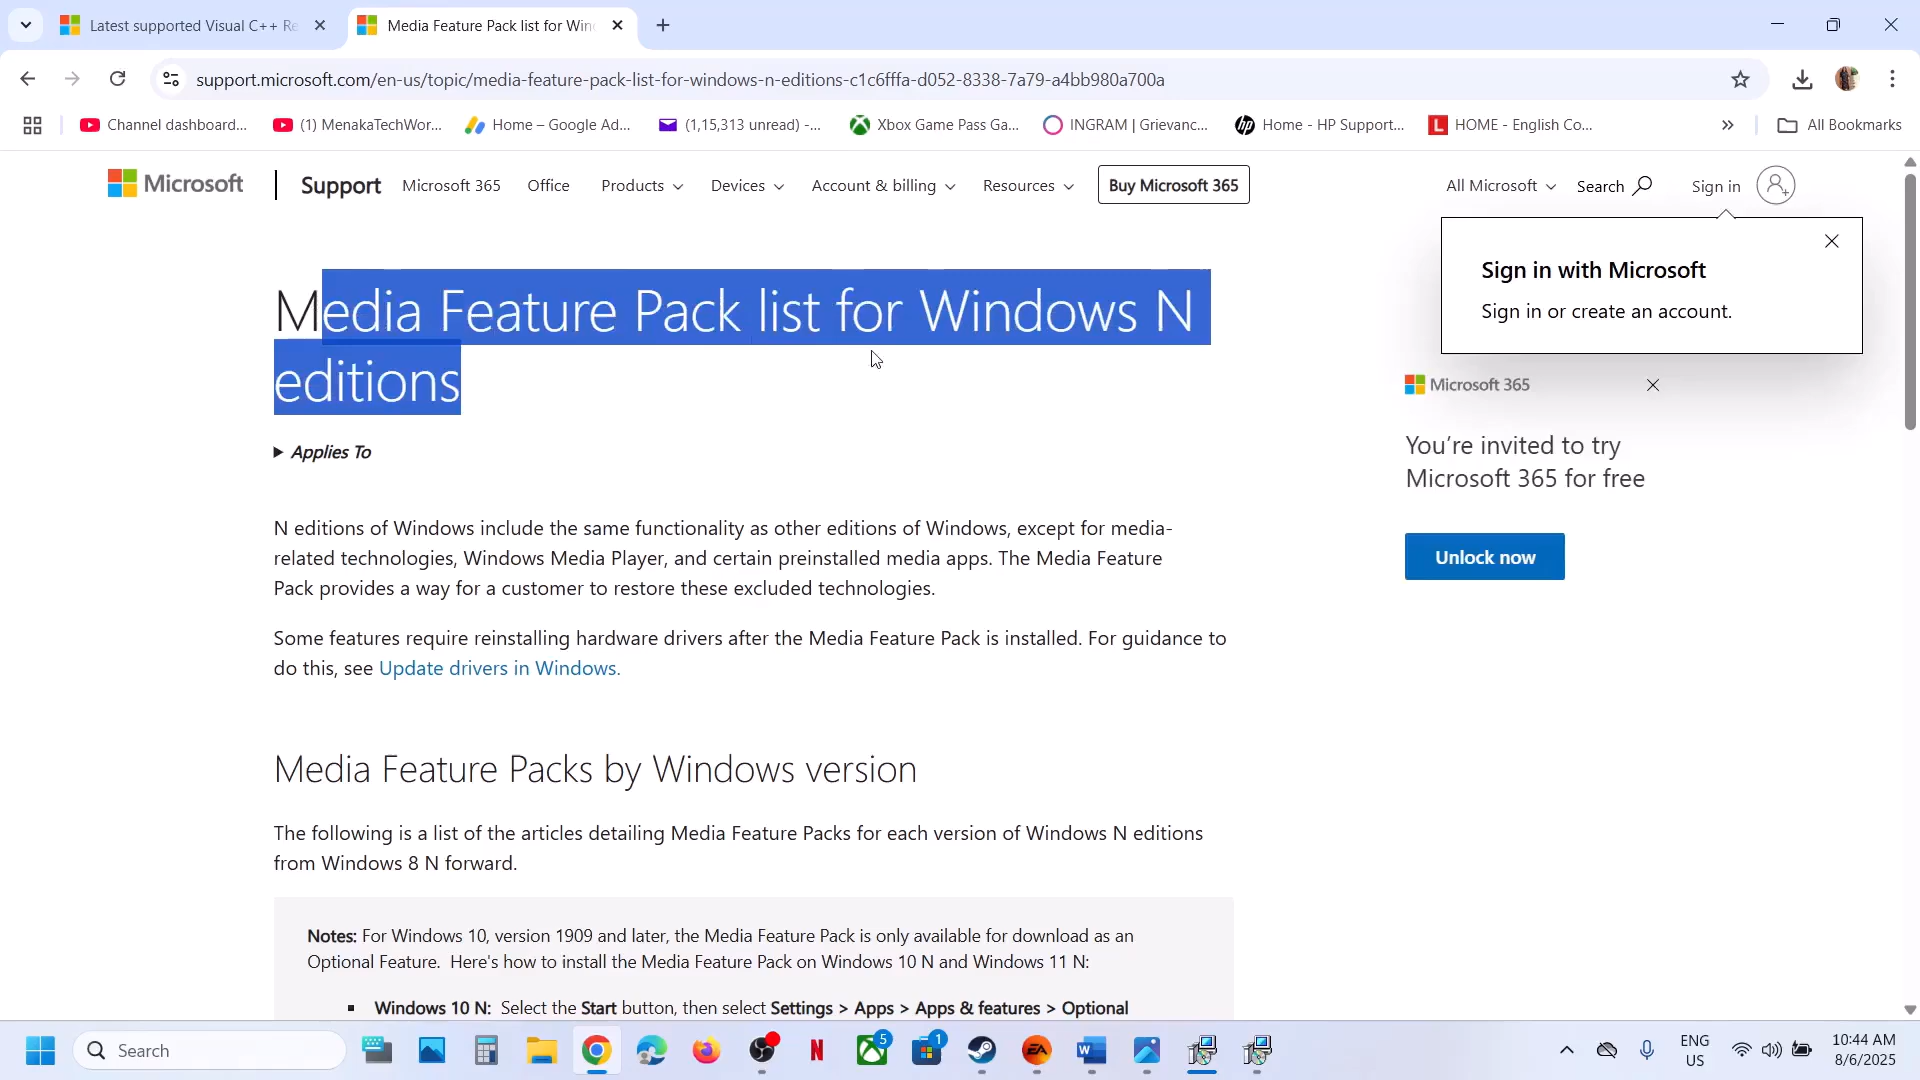 Latest supported Visual C++ Re
Media Feature Pack list for Win
support.microsoft.com/en-us/topic/media-feature-pack-list-for-windows-n-editions-c1c6fffa-d052-8338-7a79-a4bb980a700a
Channel dashboard...
(1) MenakaTechWor...
Home – Google Ad...
(1,15,313 unread) -...
Xbox Game Pass Ga...
INGRAM | Grievanc...
Home - HP Support...
HOME - English Co...
All Bookmarks
Microsoft
Support
Microsoft 365
Office
Products
Devices
Account & billing
Resources
Buy Microsoft 365
All Microsoft
Search
Sign in
Sign in with Microsoft
Sign in or create an account.
Media Feature Pack list for Windows N
editions
Microsoft 365
You're invited to try
Microsoft 365 for free
Unlock now
Applies To
N editions of Windows include the same functionality as other editions of Windows, except for media-
related technologies, Windows Media Player, and certain preinstalled media apps. The Media Feature
Pack provides a way for a customer to restore these excluded technologies.
Some features require reinstalling hardware drivers after the Media Feature Pack is installed. For guidance to
do this, see Update drivers in Windows.
Media Feature Packs by Windows version
The following is a list of the articles detailing Media Feature Packs for each version of Windows N editions
from Windows 8 N forward.
Notes: For Windows 10, version 1909 and later, the Media Feature Pack is only available for download as an
Optional Feature. Here's how to install the Media Feature Pack on Windows 10 N and Windows 11 N:
Windows 10 N: Select the Start button, then select Settings > Apps > Apps & features > Optional
Search
5
1
ENG
US
10:44 AM
8/6/2025